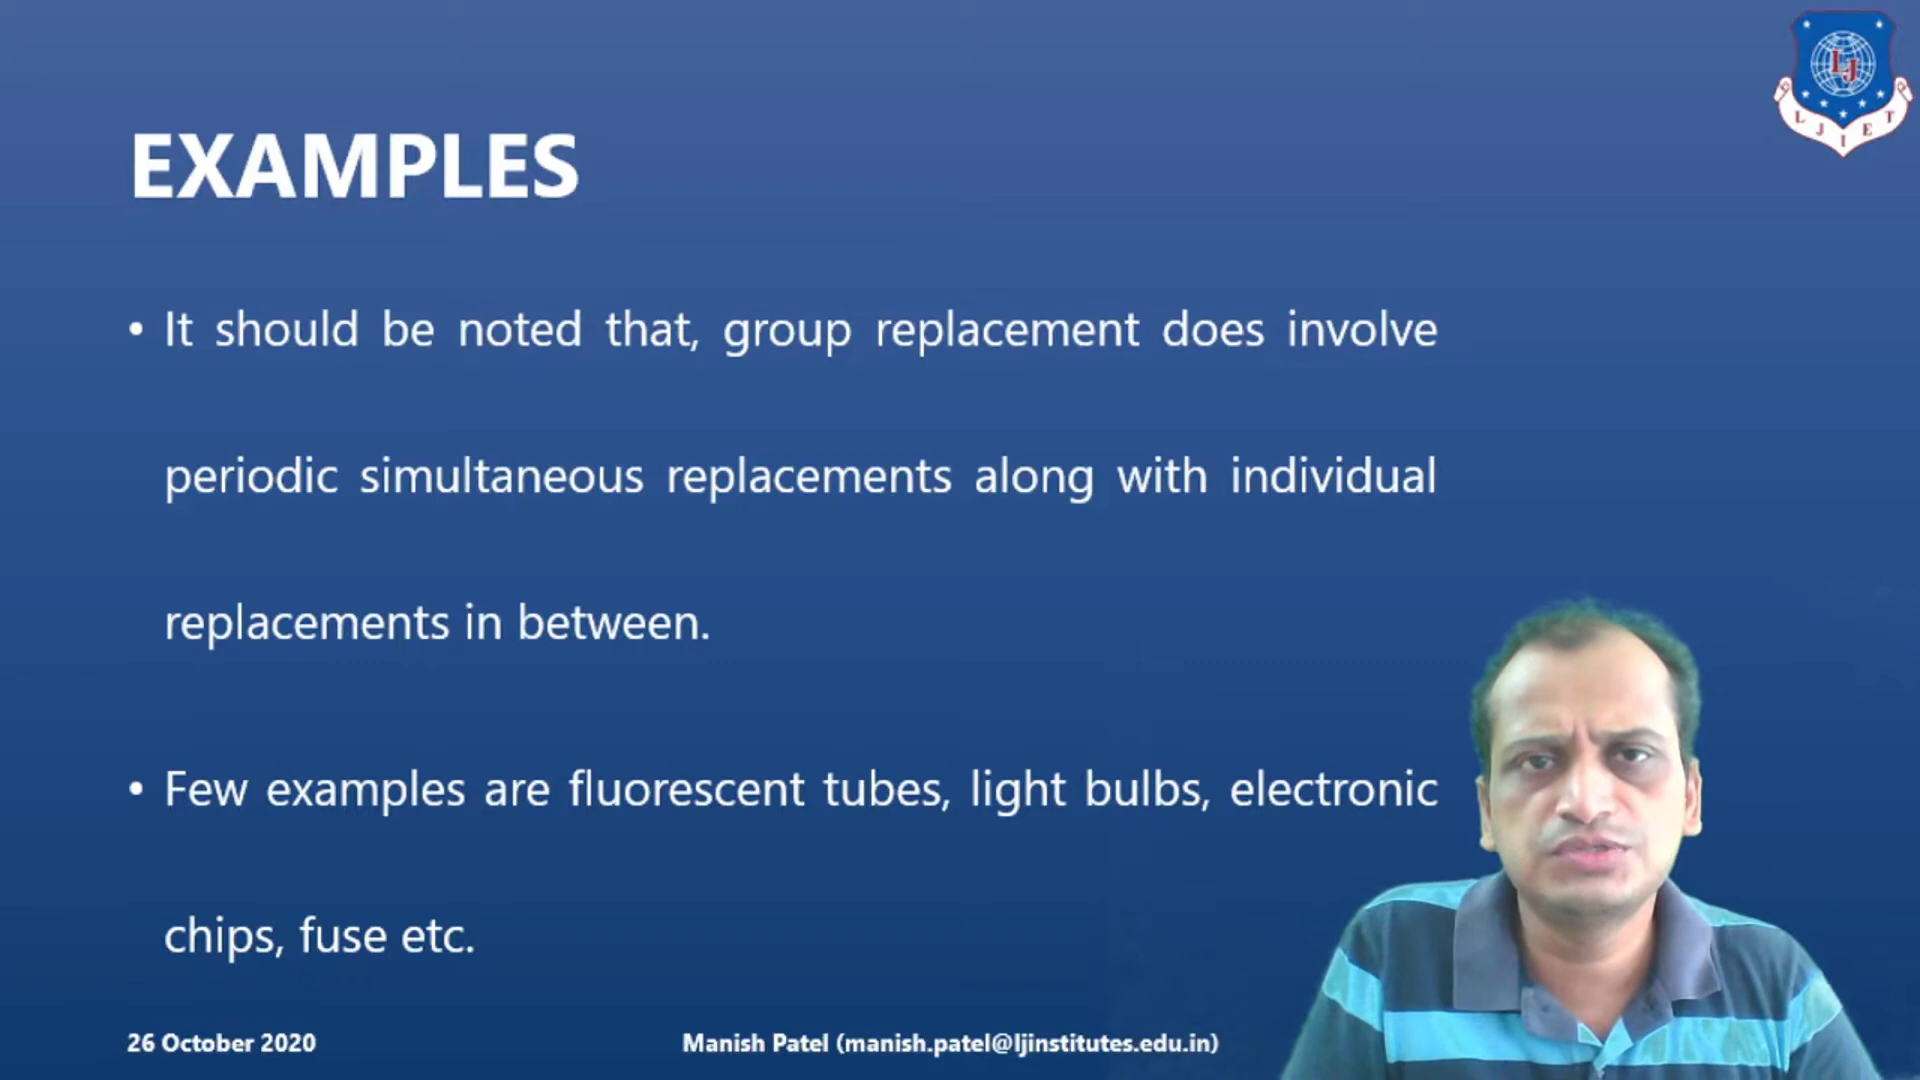 L J I E T
LJ
EXAMPLES
• It should be noted that, group replacement does involve
periodic simultaneous replacements along with individual
replacements in between.
• Few examples are fluorescent tubes, light bulbs, electronic
chips, fuse etc.
26 October 2020
Manish Patel (manish.patel@ljinstitutes.edu.in)